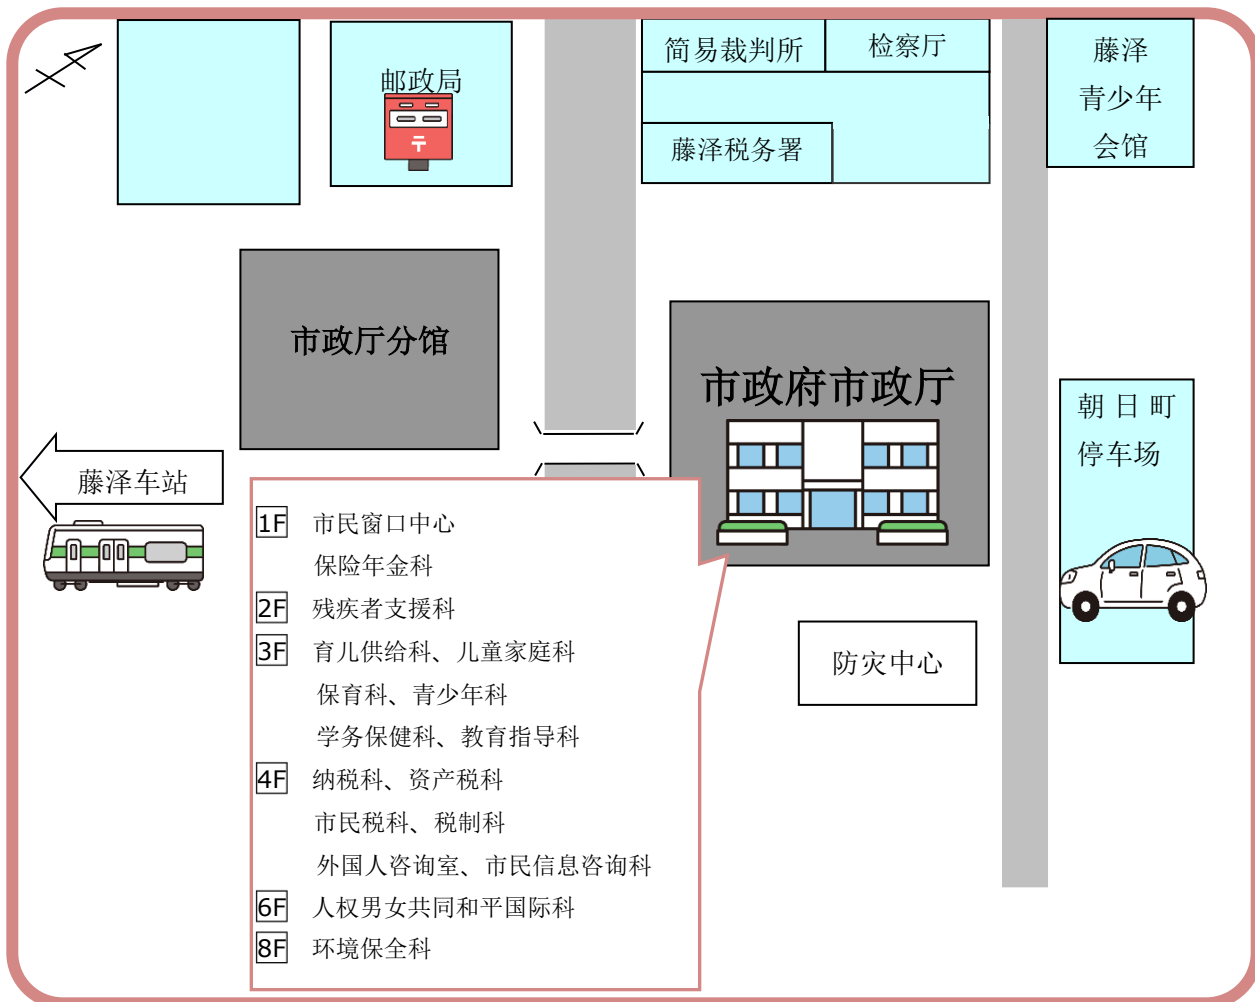 邮政局
〒
简易裁判所
检察厅
藤泽税务署
藤泽
青少年
会馆
市政厅分馆
市政府市政厅
朝日町
停车场
藤泽车站
防灾中心
1F 市民窗口中心
保险年金科
2F 残疾者支援科
3F 育儿供给科、儿童家庭科
保育科、青少年科
学务保健科、教育指导科
4F 纳税科、资产税科
市民税科、税制科
外国人咨询室、市民信息咨询科
6F 人权男女共同和平国际科
8F 环境保全科